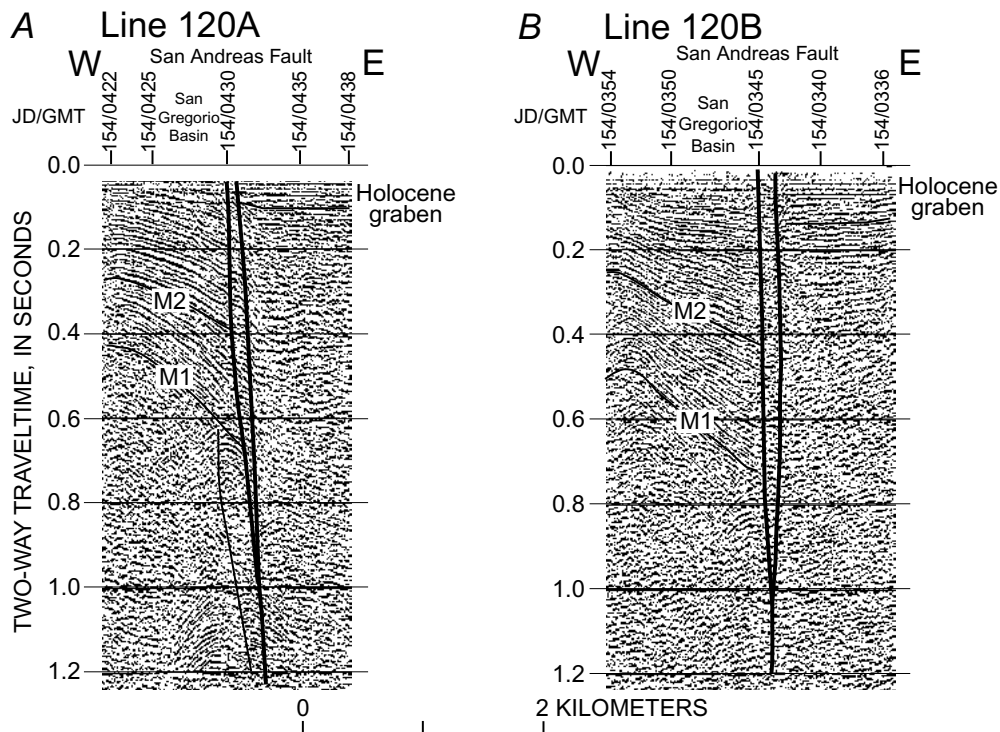 A Line 120A
San Andreas Fault
W E
JD/GMT
154/0422
154/0425
San
Gregorio
Basin
154/0430
154/0435
154/0438
0.0
0.2
0.4
0.6
0.8
1.0
1.2
TWO-WAY TRAVELTIME, IN SECONDS
Holocene
graben
M2
M1
B Line 120B
San Andreas Fault
W E
JD/GMT
154/0354
154/0350
San
Gregorio
Basin
154/0345
154/0340
154/0336
0.0
0.2
0.4
0.6
0.8
1.0
1.2
Holocene
graben
M2
M1
0 2 KILOMETERS